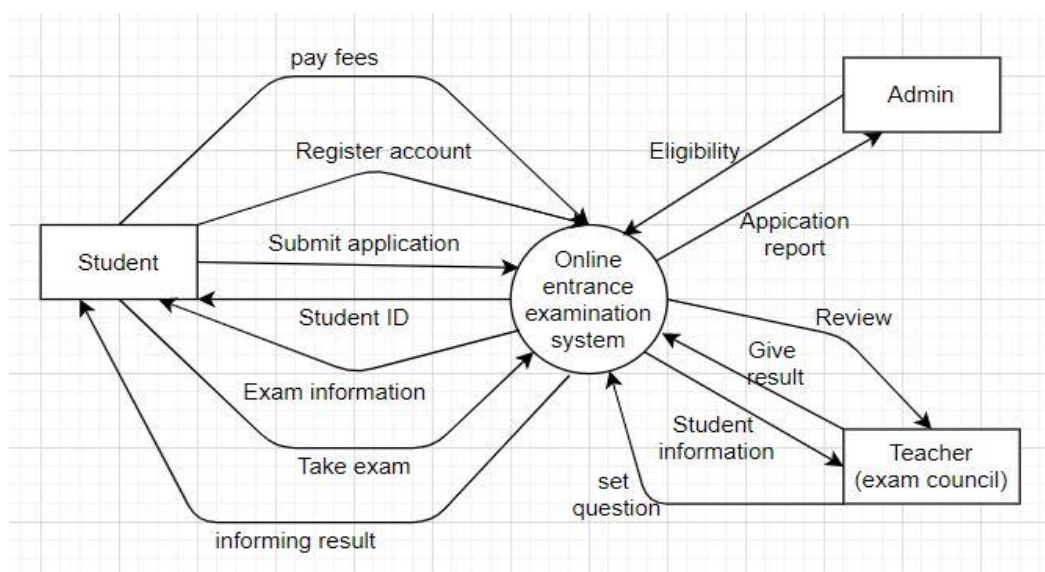 pay fees
Admin
Register account
Eligibility
Appication
report
Submit application
Student
Online
entrance
examination
system
Student ID
Review
Give
result
Exam information
Student
information
Teacher
(exam council)
Take exam
set
question
informing result